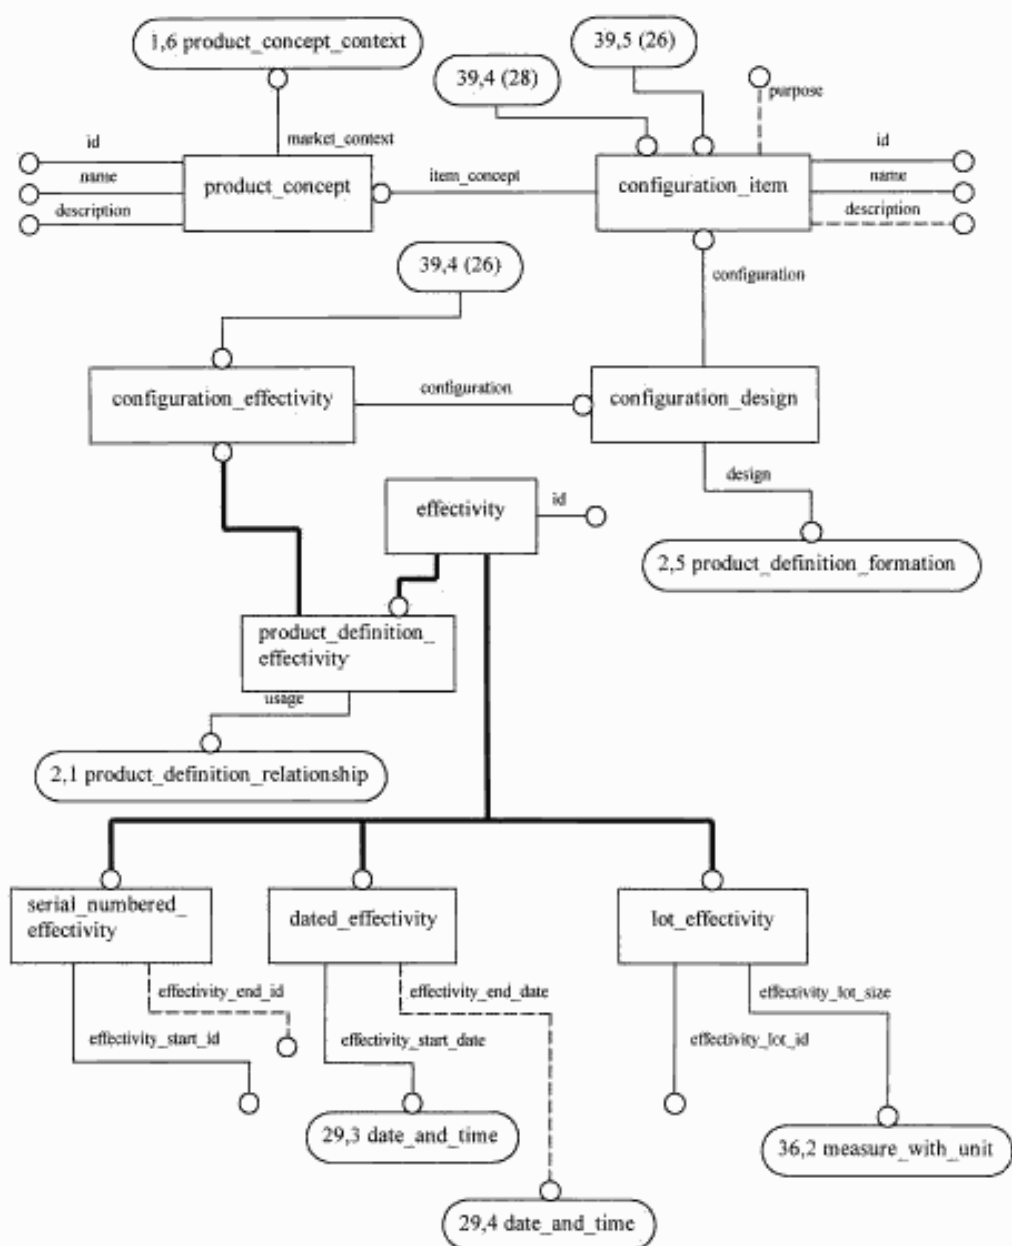 1,6 product_concept_context
39,5 (26)
39,4 (28)
purpose
market_context
id
name
description
product_concept
item_concept
configuration_item
id
name
description
39,4 (26)
configuration
configuration_effectivity
configuration
configuration_design
design
effectivity
id
2,5 product_definition_formation
product_definition_
effectivity
usage
2,1 product_definition_relationship
serial_numbered_
effectivity
dated_effectivity
lot_effectivity
effectivity_end_id
effectivity_end_date
effectivity_lot_size
effectivity_start_id
effectivity_start_date
effectivity_lot_id
29,3 date_and_time
36,2 measure_with_unit
29,4 date_and_time